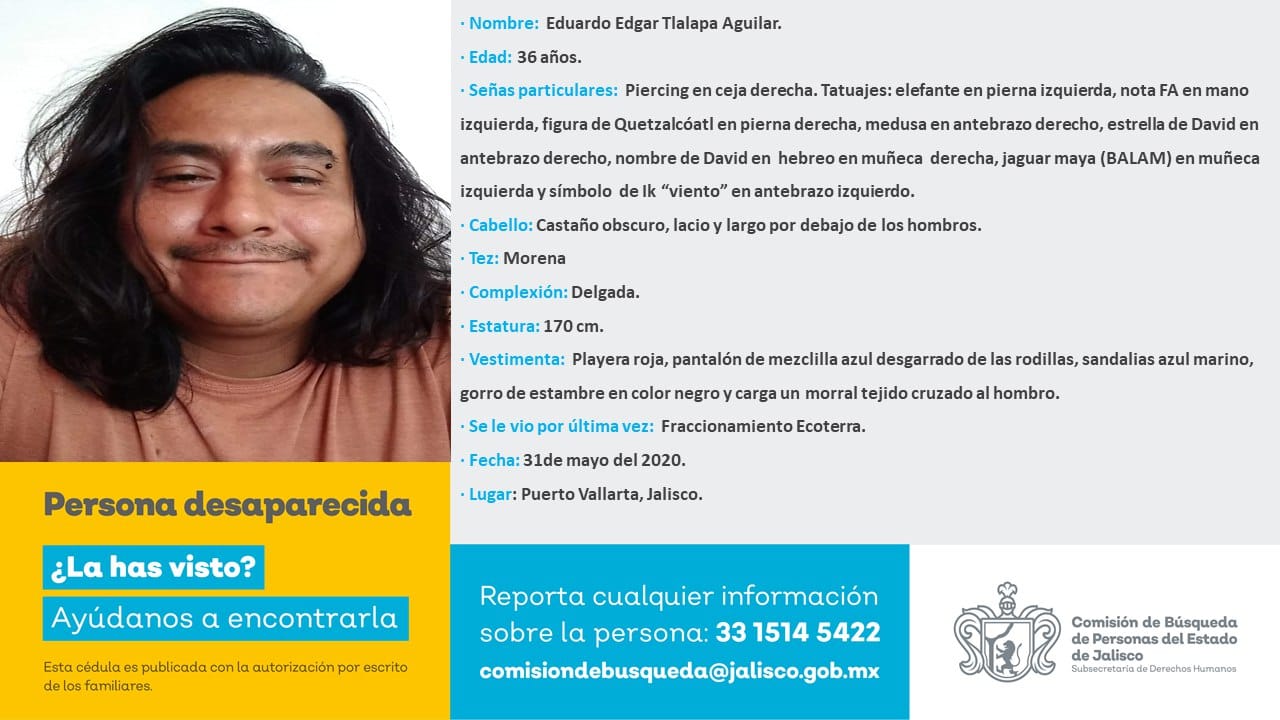 · Nombre: Eduardo Edgar Tlalapa Aguilar.
· Edad: 36 años.
· Señas particulares: Piercing en ceja derecha. Tatuajes: elefante en pierna izquierda, nota FA en mano
izquierda, figura de Quetzalcóatl en pierna derecha, medusa en antebrazo derecho, estrella de David en
antebrazo derecho, nombre de David en hebreo en muñeca derecha, jaguar maya (BALAM) en muñeca
izquierda y símbolo de Ik “viento” en antebrazo izquierdo.
· Cabello: Castaño obscuro, lacio y largo por debajo de los hombros.
· Tez: Morena
· Complexión: Delgada.
· Estatura: 170 cm.
· Vestimenta: Playera roja, pantalón de mezclilla azul desgarrado de las rodillas, sandalias azul marino,
gorro de estambre en color negro y carga un morral tejido cruzado al hombro.
· Se le vio por última vez: Fraccionamiento Ecoterra.
· Fecha: 31de mayo del 2020.
· Lugar: Puerto Vallarta, Jalisco.
Persona desaparecida
¿La has visto?
Ayúdanos a encontrarla
Esta cédula es publicada con la autorización por escrito
de los familiares.
Reporta cualquier información
sobre la persona: 33 1514 5422
comisiondebusqueda@jalisco.gob.mx
Comisión de Búsqueda
de Personas del Estado
de Jalisco
Subsecretaría de Derechos Humanos